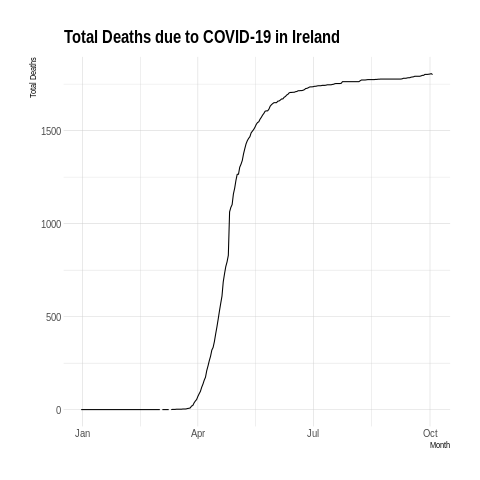 Total Deaths due to COVID-19 in Ireland
Total Deaths
1500
1000
500
0
Jan Apr Jul Oct
Month